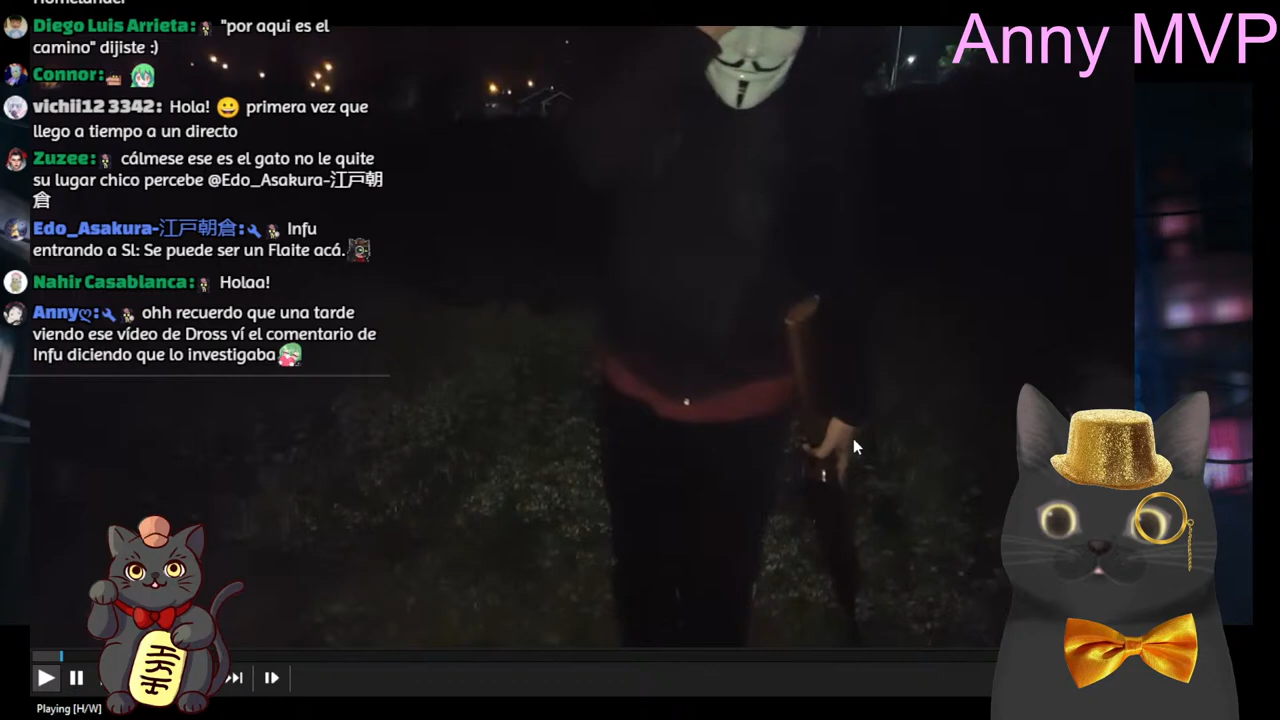 Anny MVP
Diego Luis Arrieta: "por aqui es el
camino" dijiste :)
Connor:
vichii12 3342: Hola! 😀 primera vez que
llego a tiempo a un directo
Zuzee: cálmese ese es el gato no le quite
su lugar chico percebe @Edo_Asakura-江戸朝
倉
Edo_Asakura-江戸朝倉: Infu
entrando a Sl: Se puede ser un Flaite acá.
Nahir Casablanca: Holaa!
Annyღ: ohh recuerdo que una tarde
viendo ese vídeo de Dross ví el comentario de
Infu diciendo que lo investigaba
Playing [H/W]